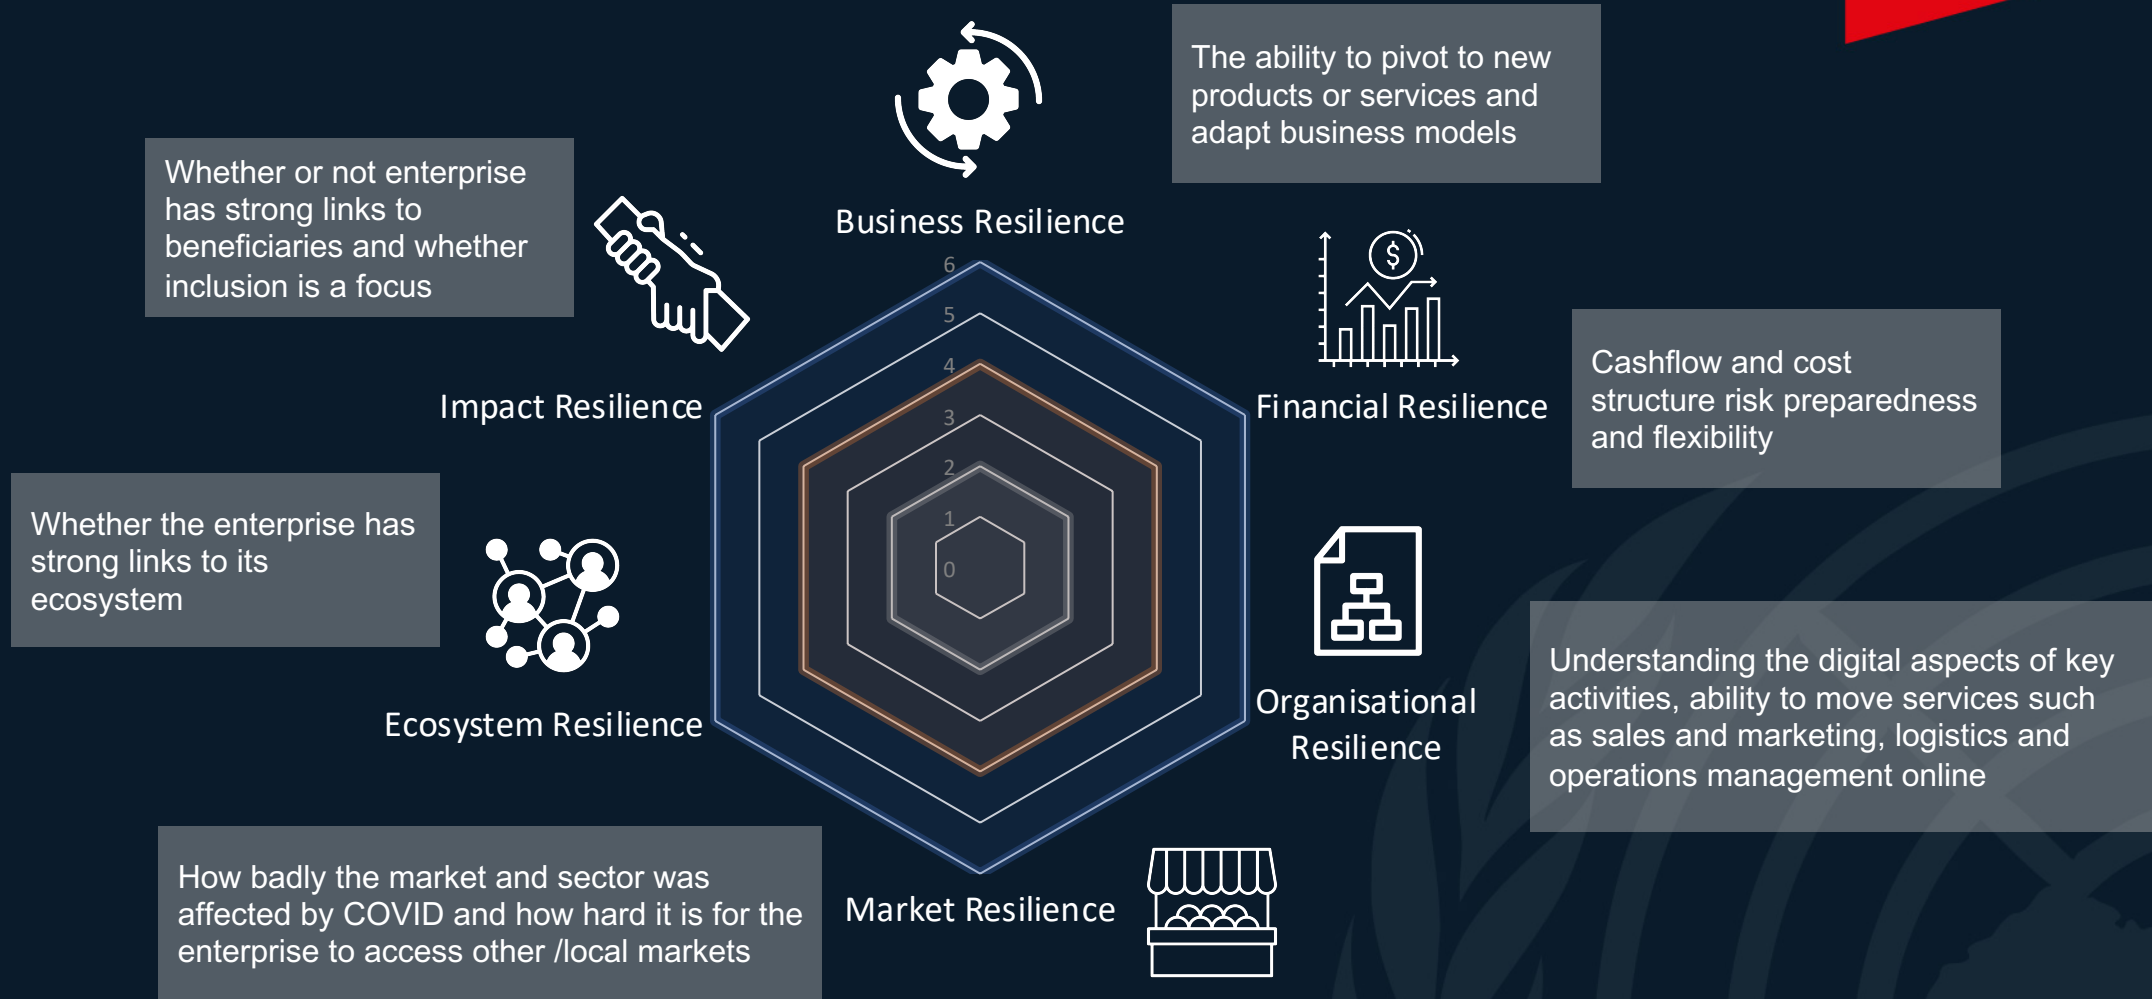 The ability to pivot to new
products or services and
adapt business models
Whether or not enterprise
has strong links to
beneficiaries and whether
inclusion is a focus
Business Resilience
$
6
5
4
3
2
1
0
Impact Resilience
Financial Resilience
Cashflow and cost
structure risk preparedness
and flexibility
Whether the enterprise has
strong links to its
ecosystem
Ecosystem Resilience
Organisational
Resilience
Understanding the digital aspects of key
activities, ability to move services such
as sales and marketing, logistics and
operations management online
How badly the market and sector was
affected by COVID and how hard it is for the
enterprise to access other /local markets
Market Resilience